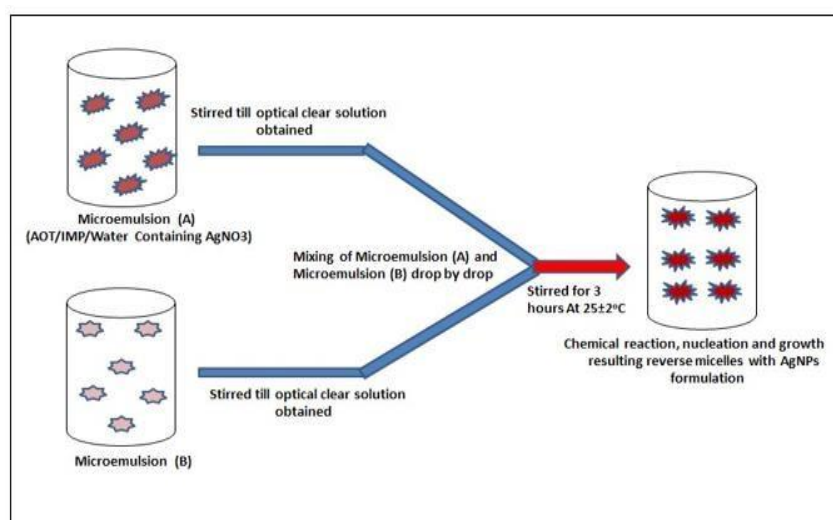 Stirred till optical clear solution
obtained
Microemulsion (A)
(AOT/IMP/Water Containing AgNO3)
Mixing of Microemulsion (A) and
Microemulsion (B) drop by drop
Stirred for 3
hours At 25±2ºC
Chemical reaction, nucleation and growth
resulting reverse micelles with AgNPs
formulation
Stirred till optical clear solution
obtained
Microemulsion (B)